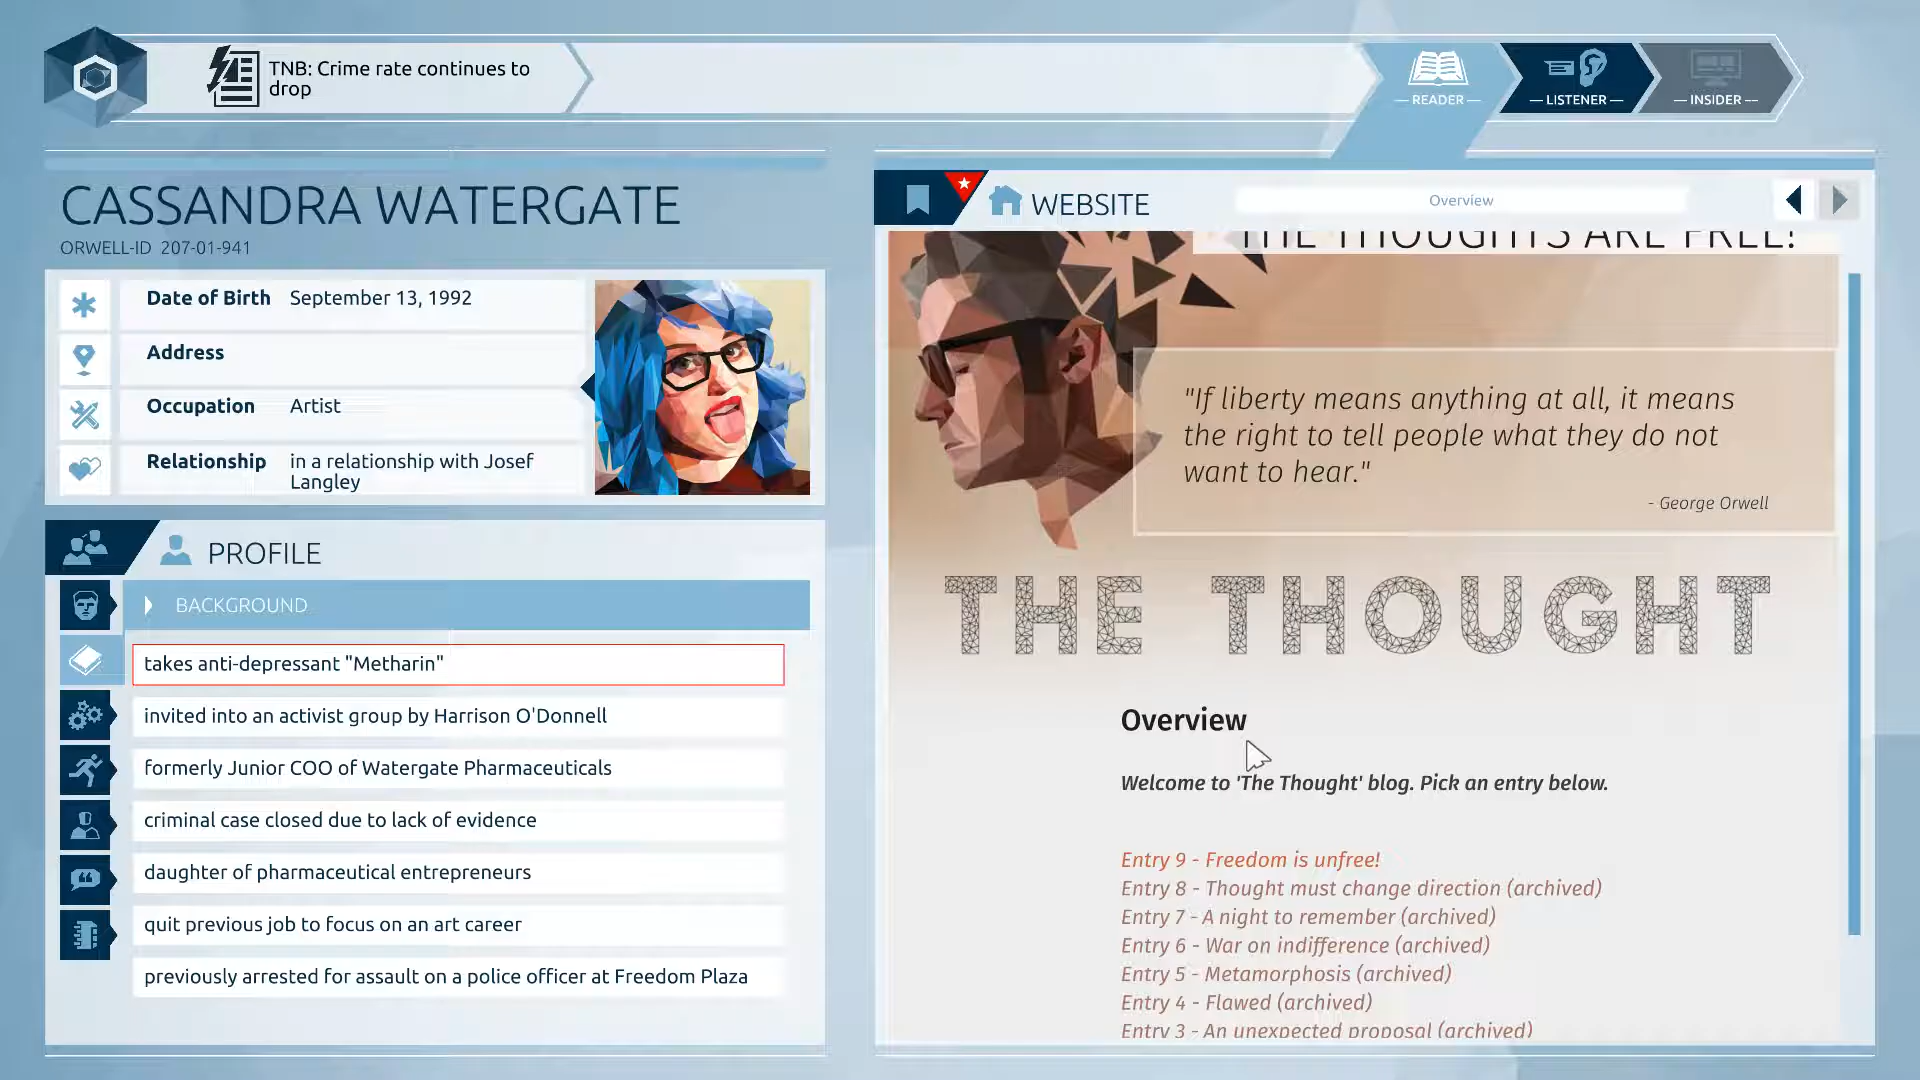 TNB: Crime rate continues to
drop
READER
LISTENER
INSIDER
CASSANDRA WATERGATE
ORWELL-ID 207-01-941
Date of Birth September 13, 1992
Address
Occupation Artist
Relationship in a relationship with Josef
Langley
PROFILE
BACKGROUND
takes anti-depressant "Metharin"
invited into an activist group by Harrison O'Donnell
formerly Junior COO of Watergate Pharmaceuticals
criminal case closed due to lack of evidence
daughter of pharmaceutical entrepreneurs
quit previous job to focus on an art career
previously arrested for assault on a police officer at Freedom Plaza
WEBSITE
Overview
THE THOUGHTS ARE FREE!
"If liberty means anything at all, it means
the right to tell people what they do not
want to hear."
- George Orwell
THE THOUGHT
Overview
Welcome to 'The Thought' blog. Pick an entry below.
Entry 9 - Freedom is unfree!
Entry 8 - Thought must change direction (archived)
Entry 7 - A night to remember (archived)
Entry 6 - War on indifference (archived)
Entry 5 - Metamorphosis (archived)
Entry 4 - Flawed (archived)
Entry 3 - An unexpected proposal (archived)